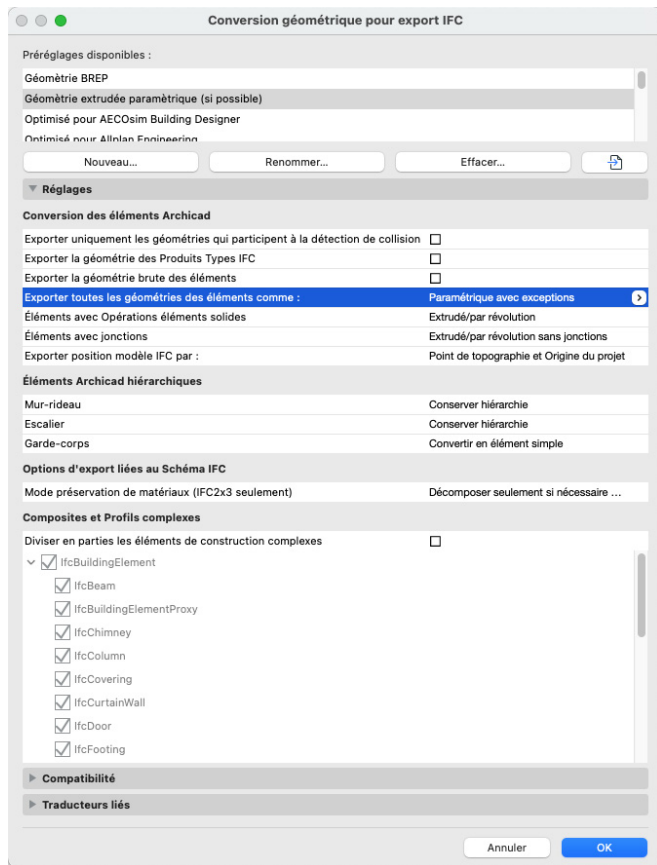 Conversion géométrique pour export IFC
Préréglages disponibles :
Géomètrie BREP
Géomètrie extrudée paramètrique (si possible)
Optimisé pour AECOsim Building Designer
Optimisé pour Allplan Engineering
Nouveau... Renommer... Effacer...
Réglages
Conversion des éléments Archicad
Exporter uniquement les géométries qui participent à la détection de collision
Exporter la géométrie des Produits Types IFC
Exporter la géométrie brute des éléments
Exporter toutes les géométries des éléments comme : Paramétrique avec exceptions
Éléments avec Opérations éléments solides Extrudé/par révolution
Éléments avec jonctions Extrudé/par révolution sans jonctions
Exporter position modèle IFC par : Point de topographie et Origine du projet
Éléments Archicad hiérarchiques
Mur-rideau Conserver hiérarchie
Escalier Conserver hiérarchie
Garde-corps Convertir en élément simple
Options d'export liées au Schéma IFC
Mode préservation de matériaux (IFC2x3 seulement) Décomposer seulement si nécessaire ...
Composites et Profils complexes
Diviser en parties les éléments de construction complexes
IfcBuildingElement
IfcBeam
IfcBuildingElementProxy
IfcChimney
IfcColumn
IfcCovering
IfcCurtainWall
IfcDoor
IfcFooting
Compatibilité
Traducteurs liés
Annuler OK